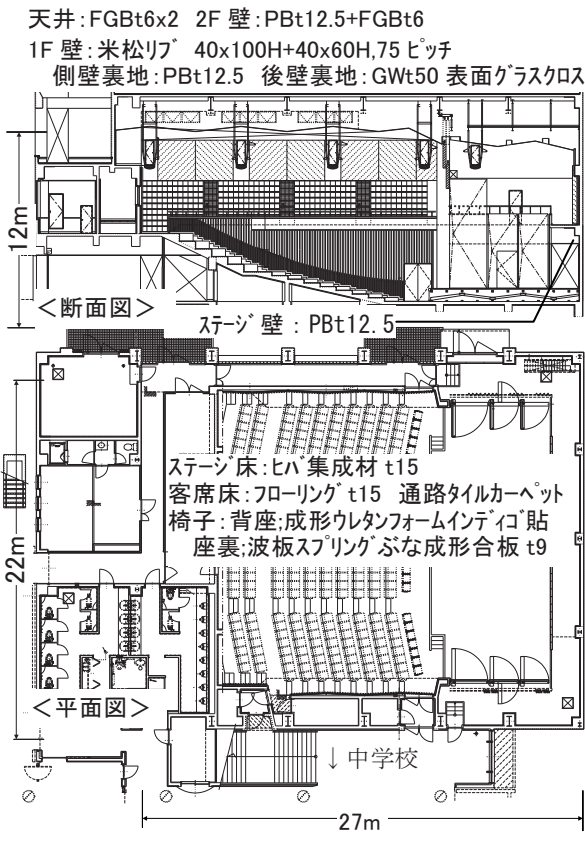 天井:FGBt6x2 2F 壁:PBt12.5+FGBt6
1F 壁:米松ﾘﾌﾞ 40x100H+40x60H,75 ﾋﾟｯﾁ
側壁裏地:PBt12.5 後壁裏地:GWt50 表面ｸﾞﾗｽｸﾛｽ
12m
＜断面図＞
ｽﾃｰｼﾞ壁:PBt12.5
ｽﾃｰｼﾞ床:ﾋﾊﾞ集成材 t15
客席床:ﾌﾛｰﾘﾝｸﾞt15 通路ﾀｲﾙｶｰﾍﾟｯﾄ
椅子:背座;成形ｳﾚﾀﾝﾌｫｰﾑｲﾝﾃﾞｨｺﾞ貼
座裏;波板ｽﾌﾟﾘﾝｸﾞぶな成形合板 t9
22m
＜平面図＞
↓中学校
27m